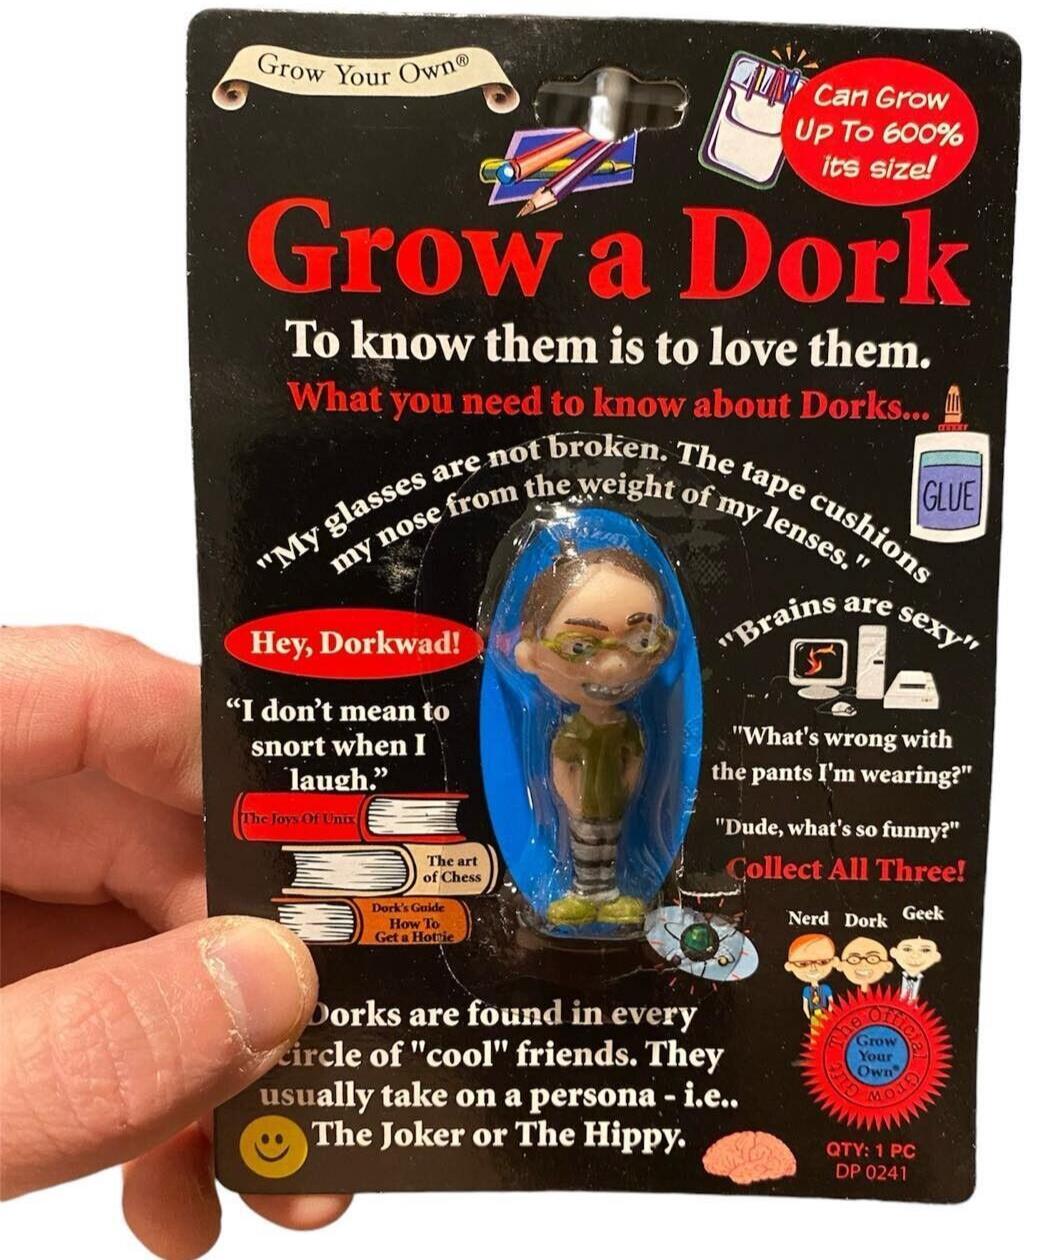 Grow Your Own®
Can Grow
Up To 600%
its size!
Grow a Dork
To know them is to love them.
What you need to know about Dorks...
GLUE
"My glasses are not broken. The tape cushions
my nose from the weight of my lenses."
Hey, Dorkwad!
"Brains are sexy"
“I don’t mean to
snort when I
laugh.”
"What's wrong with
the pants I'm wearing?"
"Dude, what's so funny?"
Collect All Three!
The Joys Of Unix
The art
of Chess
Dork's Guide
How To
Get a Hottie
Nerd Dork Geek
Dorks are found in every
circle of "cool" friends. They
usually take on a persona - i.e..
The Joker or The Hippy.
The Official
Grow
Your
Own®
Grow Gift
QTY: 1 PC
DP 0241